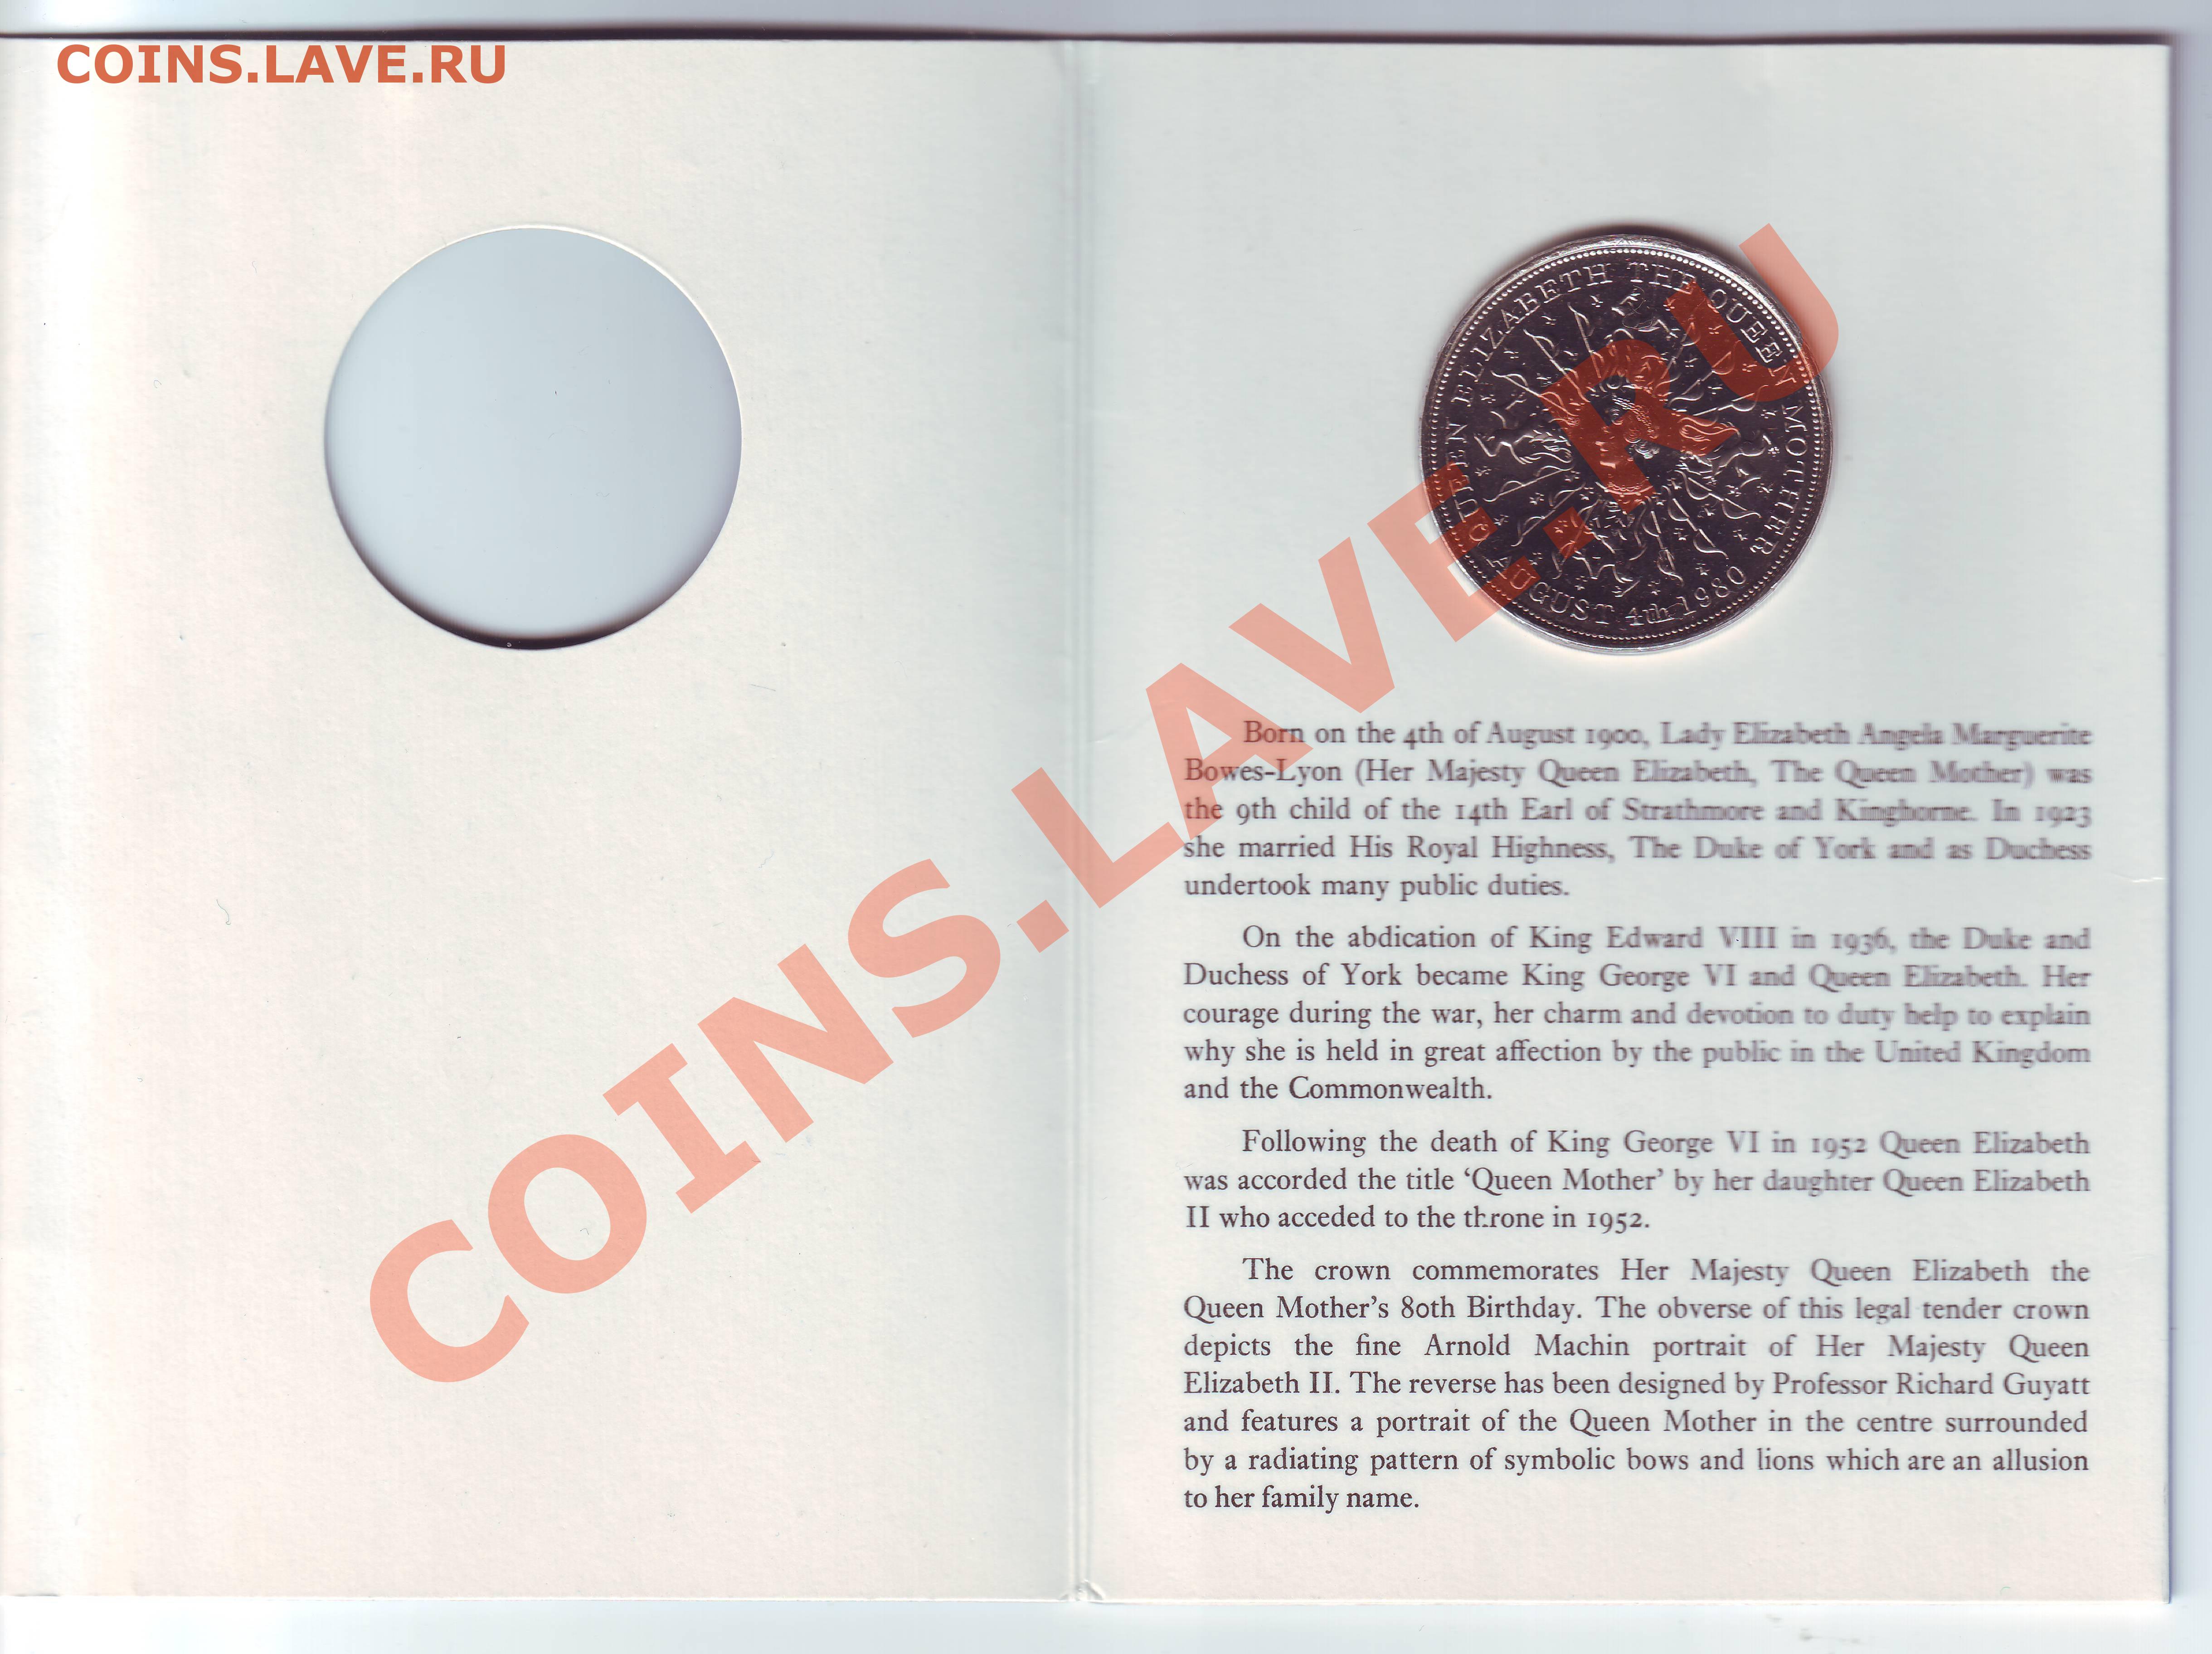 COINS.LAVE.RU
QUEEN ELIZABETH THE QUEEN MOTHER
AUGUST 4th 1980
COINS.LAVE.RU
Born on the 4th of August 1900, Lady Elizabeth Angela Marguerite
Bowes-Lyon (Her Majesty Queen Elizabeth, The Queen Mother) was
the 9th child of the 14th Earl of Strathmore and Kinghorne. In 1923
she married His Royal Highness, The Duke of York and as Duchess
undertook many public duties.
On the abdication of King Edward VIII in 1936, the Duke and
Duchess of York became King George VI and Queen Elizabeth. Her
courage during the war, her charm and devotion to duty help to explain
why she is held in great affection by the public in the United Kingdom
and the Commonwealth.
Following the death of King George VI in 1952 Queen Elizabeth
was accorded the title ‘Queen Mother’ by her daughter Queen Elizabeth
II who acceded to the throne in 1952.
The crown commemorates Her Majesty Queen Elizabeth the
Queen Mother’s 80th Birthday. The obverse of this legal tender crown
depicts the fine Arnold Machin portrait of Her Majesty Queen
Elizabeth II. The reverse has been designed by Professor Richard Guyatt
and features a portrait of the Queen Mother in the centre surrounded
by a radiating pattern of symbolic bows and lions which are an allusion
to her family name.